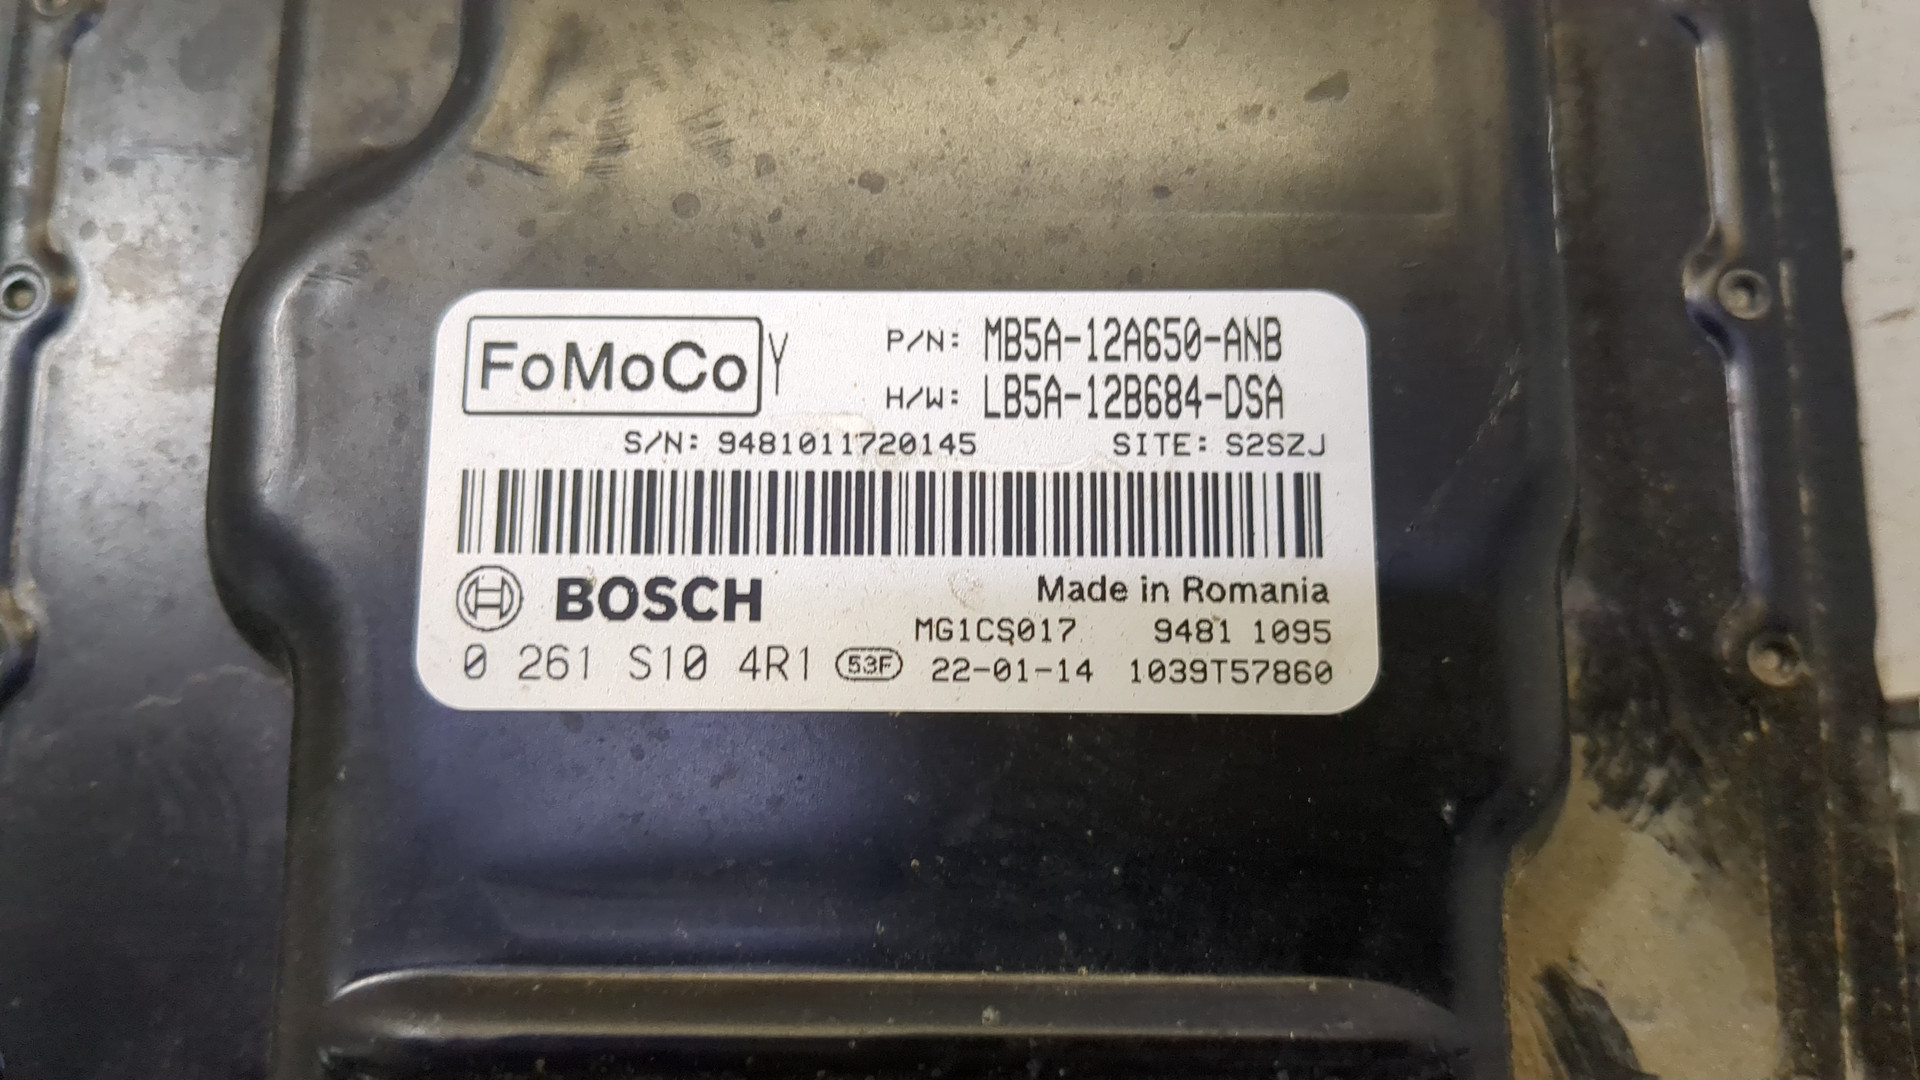 FoMoCo Y P/N: MB5A-12A650-ANB
H/W: LB5A-12B684-DSA
S/N: 9481011720145 SITE: S2SZJ
BOSCH Made in Romania
MG1CS017 9481 1095
0 261 S10 4R1 53F 22-01-14 1039T57860